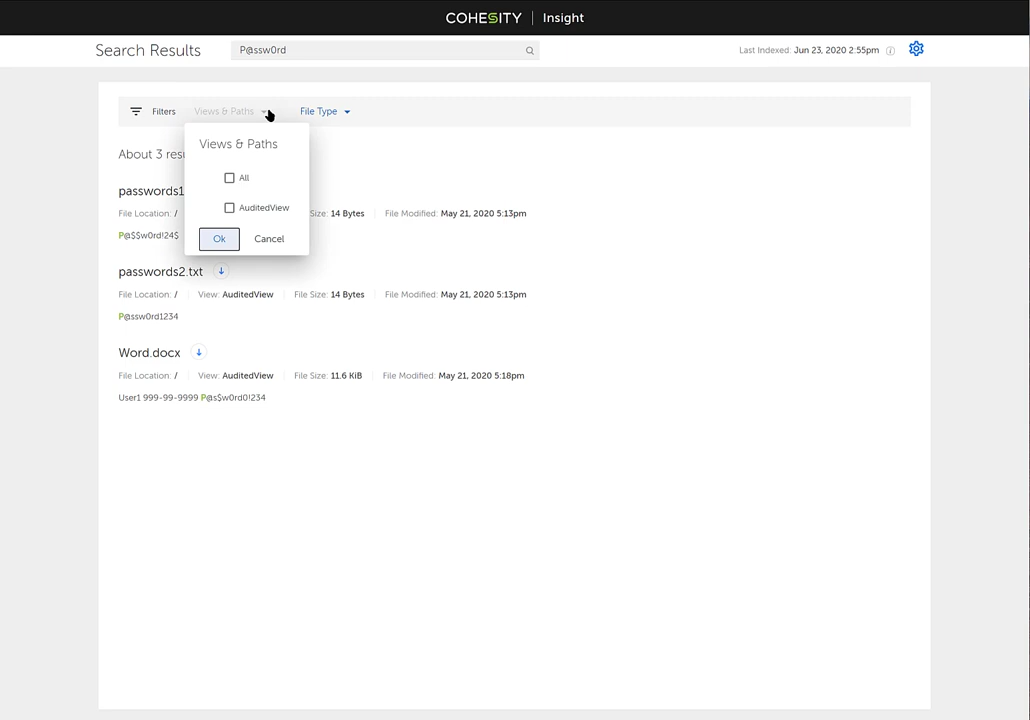 COHESITY | Insight
Search Results P@ssw0rd Last Indexed: Jun 23, 2020 2:55pm
Filters Views & Paths File Type
Views & Paths
About 3 resu
All
passwords1
AuditedView
File Location: / Size: 14 Bytes File Modified: May 21, 2020 5:13pm
P@$$w0rd!24$
Ok Cancel
passwords2.txt
File Location: / View: AuditedView File Size: 14 Bytes File Modified: May 21, 2020 5:13pm
P@ssw0rd1234
Word.docx
File Location: / View: AuditedView File Size: 11.6 KiB File Modified: May 21, 2020 5:18pm
User1 999-99-9999 P@s$w0rd0!234